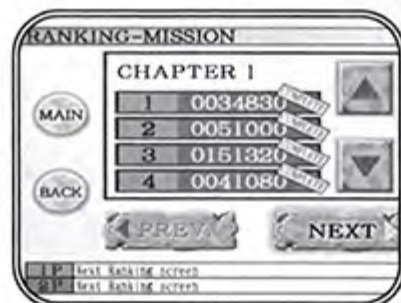 RANKING-MISSION
CHAPTER 1
MAIN
1 0034830
2 0051000
3 0151320
4 0041080
BACK
PREV.
NEXT
1P Next Ranking screen
2P Next Ranking screen